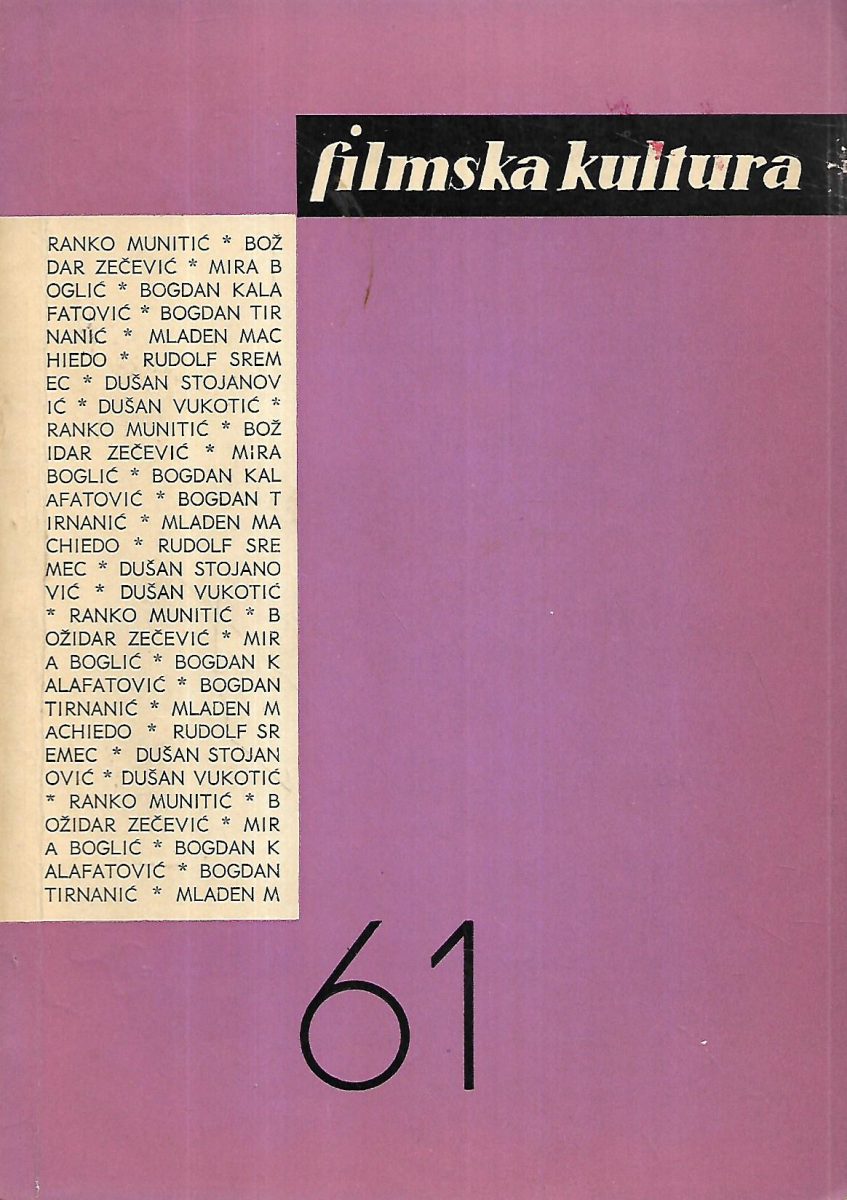 filmska kultura
RANKO MUNITIĆ * BOŽ
DAR ZEČEVIĆ * MIRA B
OGLIĆ * BOGDAN KALA
FATOVIĆ * BOGDAN TIR
NANIĆ * MLADEN MAC
HIEDO * RUDOLF SREM
EC * DUŠAN STOJANOV
IĆ * DUŠAN VUKOTIĆ *
RANKO MUNITIĆ * BOŽ
IDAR ZEČEVIĆ * MIRA
BOGLIĆ * BOGDAN KAL
AFATOVIĆ * BOGDAN T
IRNANIĆ * MLADEN MA
CHIEDO * RUDOLF SRE
MEC * DUŠAN STOJANO
VIĆ * DUŠAN VUKOTIĆ
* RANKO MUNITIĆ * B
OŽIDAR ZEČEVIĆ * MIR
A BOGLIĆ * BOGDAN K
ALAFATOVIĆ * BOGDAN
TIRNANIĆ * MLADEN M
ACHIEDO * RUDOLF SR
EMEC * DUŠAN STOJAN
OVIĆ * DUŠAN VUKOTIĆ
* RANKO MUNITIĆ * B
OŽIDAR ZEČEVIĆ * MIR
A BOGLIĆ * BOGDAN K
ALAFATOVIĆ * BOGDAN
TIRNANIĆ * MLADEN M
61